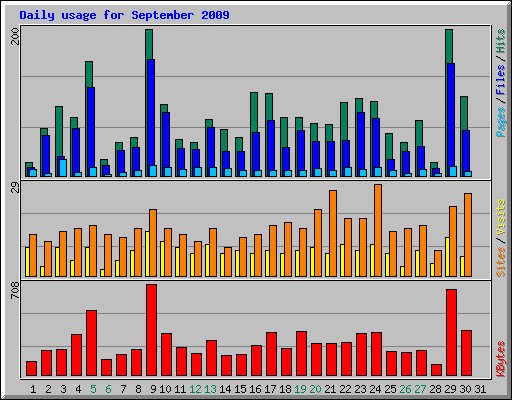 Daily usage for September 2009
200
Pages / Files / Hits
29
Sites / Visits
708
KBytes
1 2 3 4 5 6 7 8 9 10 11 12 13 14 15 16 17 18 19 20 21 22 23 24 25 26 27 28 29 30 31